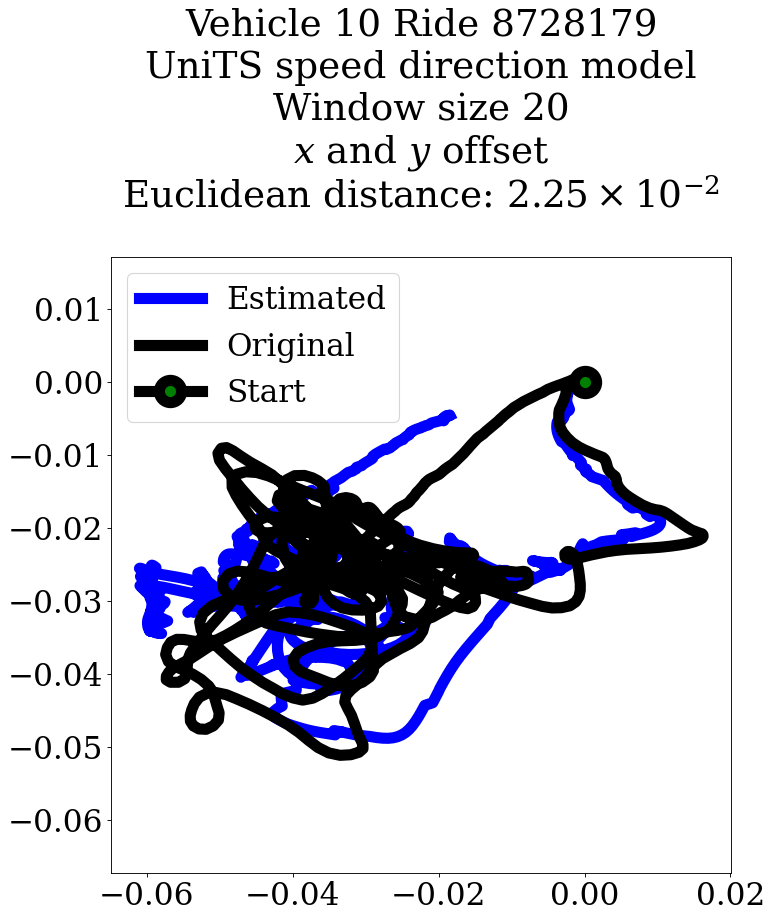 Vehicle 10 Ride 8728179
UniTS speed direction model
Window size 20
x and y offset
Euclidean distance: 2.25 × 10⁻²
Estimated
Original
Start
0.01
0.00
−0.01
−0.02
−0.03
−0.04
−0.05
−0.06
−0.06 −0.04 −0.02 0.00 0.02